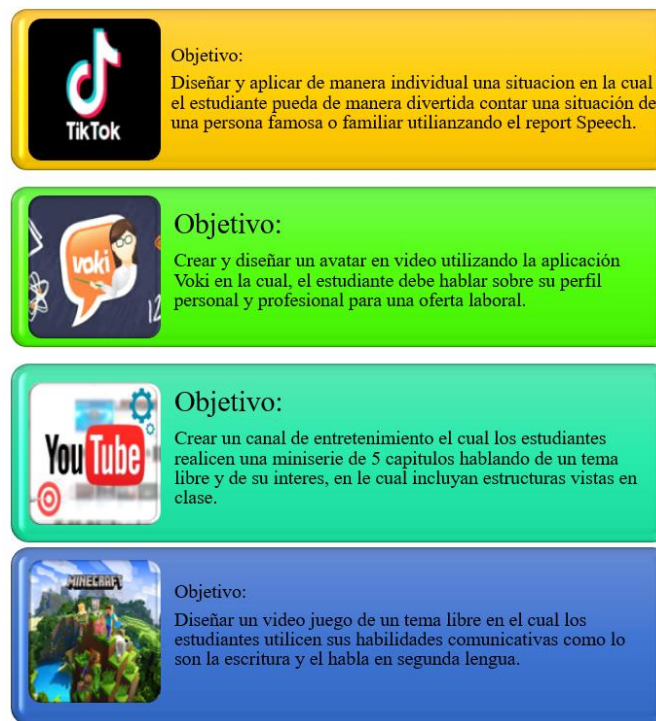 TikTok
Objetivo:
Diseñar y aplicar de manera individual una situacion en la cual
el estudiante pueda de manera divertida contar una situación de
una persona famosa o familiar utilianzando el report Speech.
voki
12
Objetivo:
Crear y diseñar un avatar en video utilizando la aplicación
Voki en la cual, el estudiante debe hablar sobre su perfil
personal y profesional para una oferta laboral.
YouTube
Objetivo:
Crear un canal de entretenimiento el cual los estudiantes
realicen una miniserie de 5 capitulos hablando de un tema
libre y de su interes, en le cual incluyan estructuras vistas en
clase.
MINECRAFT
Objetivo:
Diseñar un video juego de un tema libre en el cual los
estudiantes utilicen sus habilidades comunicativas como lo
son la escritura y el habla en segunda lengua.